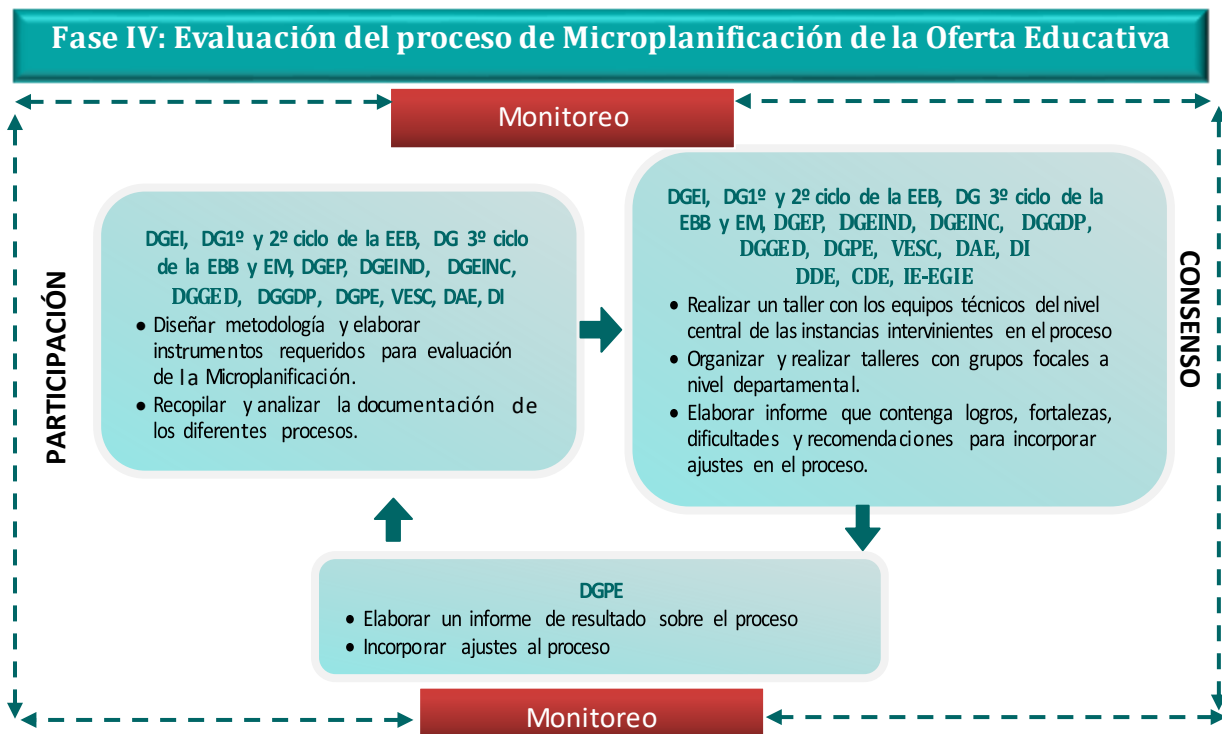 Fase IV: Evaluación del proceso de Microplanificación de la Oferta Educativa
Monitoreo
PARTICIPACIÓN
DGEI, DG1º y 2º ciclo de la EEB, DG 3º ciclo
de la EBB y EM, DGEP, DGEIND, DGEINC,
DGGED, DGGDP, DGPE, VESC, DAE, DI
• Diseñar metodología y elaborar
instrumentos requeridos para evaluación
de la Microplanificación.
• Recopilar y analizar la documentación de
los diferentes procesos.
DGEI, DG1º y 2º ciclo de la EEB, DG 3º ciclo de la
EBB y EM, DGEP, DGEIND, DGEINC, DGGDP,
DGGED, DGPE, VESC, DAE, DI
DDE, CDE, IE-EGIE
• Realizar un taller con los equipos técnicos del nivel
central de las instancias intervinientes en el proceso
• Organizar y realizar talleres con grupos focales a
nivel departamental.
• Elaborar informe que contenga logros, fortalezas,
dificultades y recomendaciones para incorporar
ajustes en el proceso.
CONSENSO
DGPE
• Elaborar un informe de resultado sobre el proceso
• Incorporar ajustes al proceso
Monitoreo